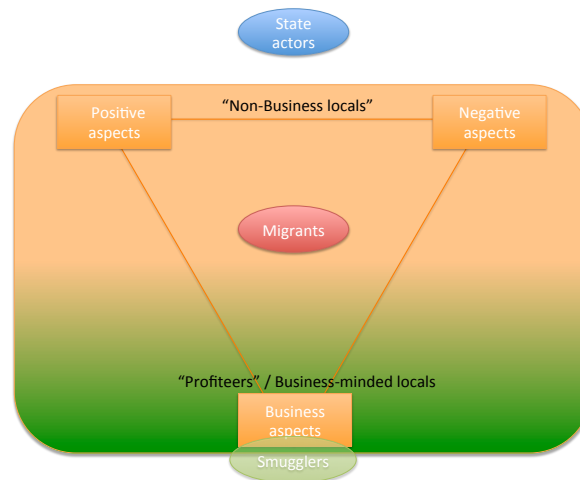 State
actors
“Non-Business locals”
Positive
aspects
Negative
aspects
Migrants
“Profiteers” / Business-minded locals
Business
aspects
Smugglers